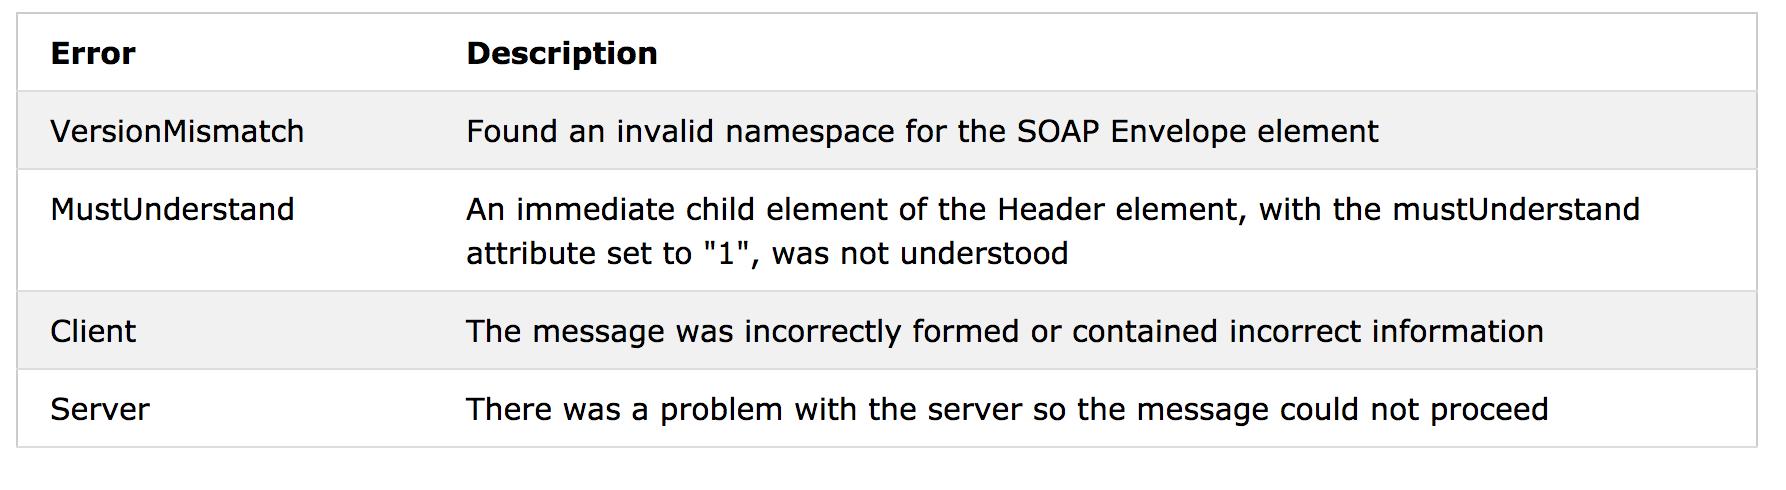 Error Description
VersionMismatch Found an invalid namespace for the SOAP Envelope element
MustUnderstand An immediate child element of the Header element, with the mustUnderstand
attribute set to "1", was not understood
Client The message was incorrectly formed or contained incorrect information
Server There was a problem with the server so the message could not proceed